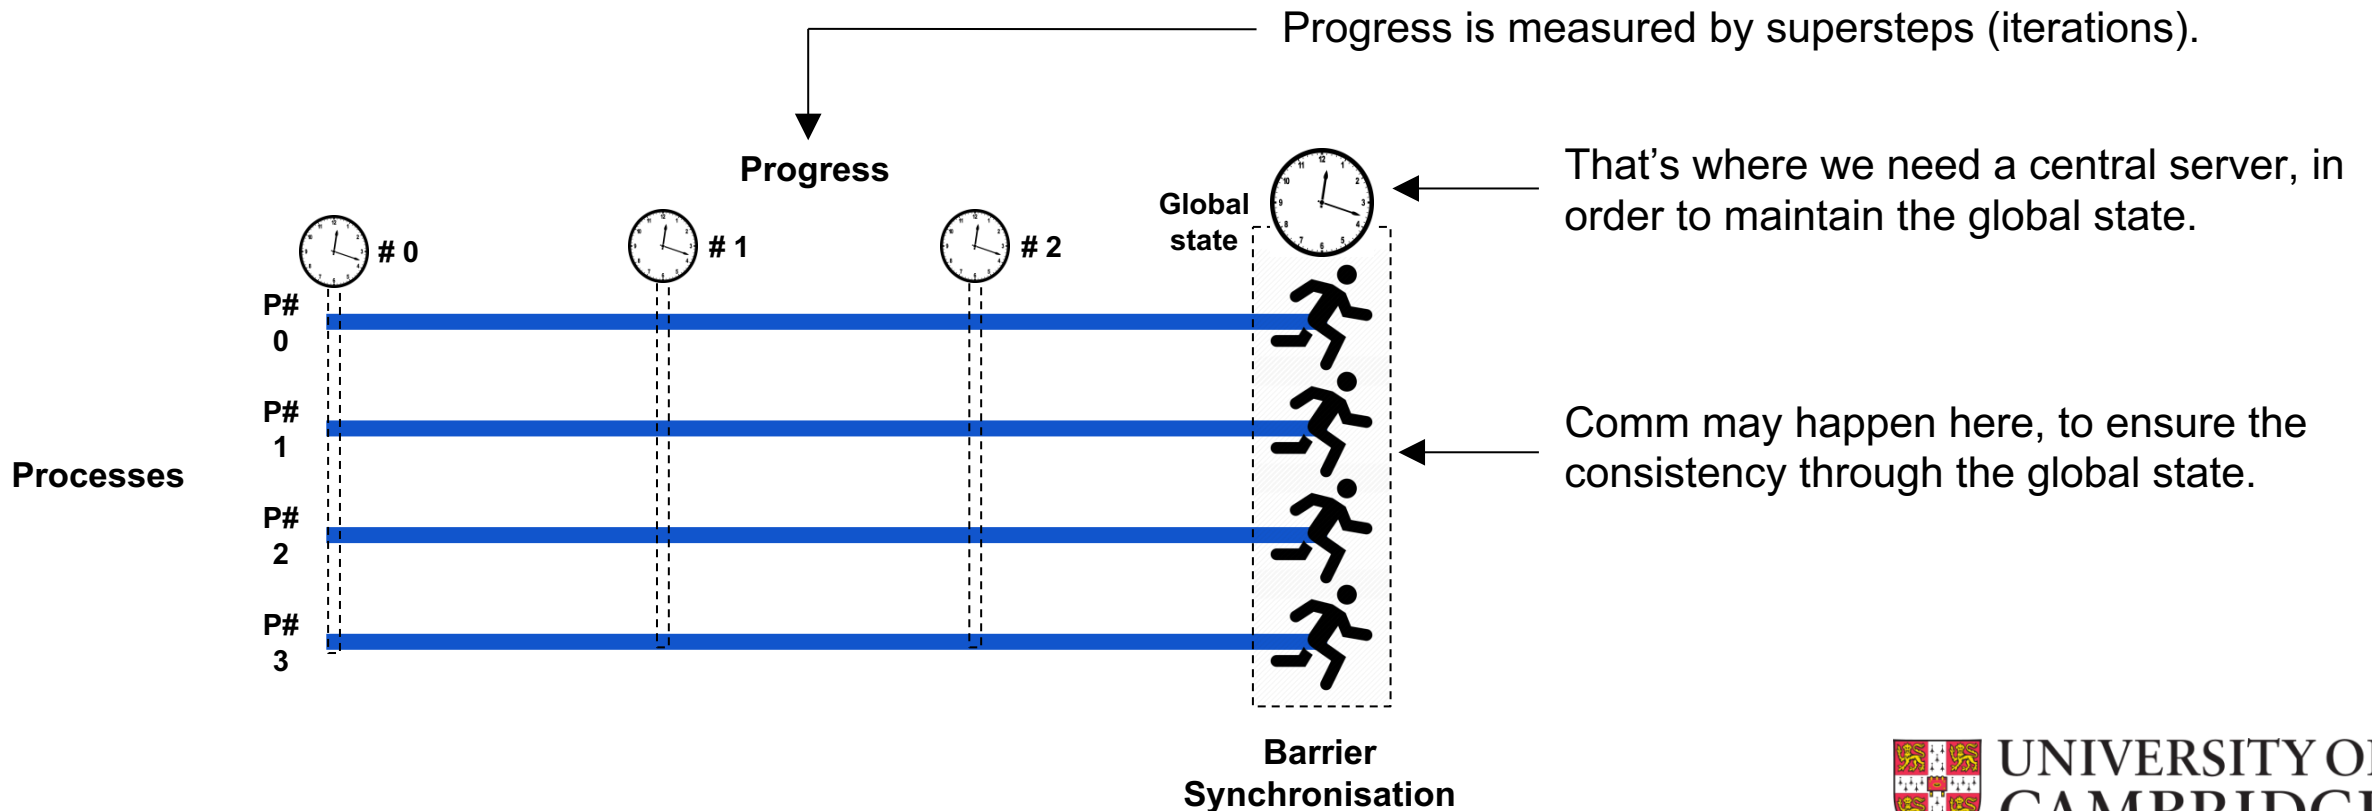 Progress is measured by supersteps (iterations).
That’s where we need a central server, in
order to maintain the global state.
Progress
Global
state
# 0
# 1
# 2
P#
0
P#
1
Comm may happen here, to ensure the
consistency through the global state.
Processes
P#
2
P#
3
Barrier
Synchronisation
UNIVERSITY OF
CAMBRIDGE